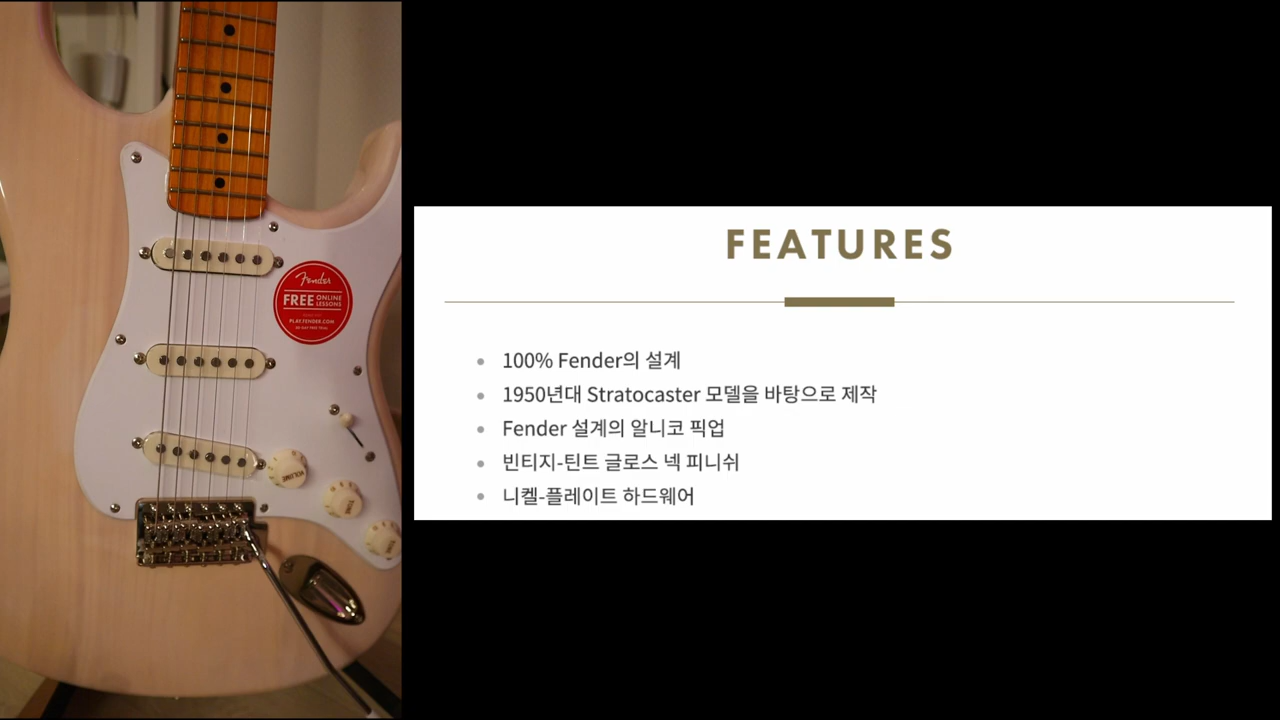 Fender
FREE ONLINE LESSONS
PLAY.FENDER.COM
VOLUME
TONE
TONE
FEATURES
100% Fender의 설계
1950년대 Stratocaster 모델을 바탕으로 제작
Fender 설계의 알니코 픽업
빈티지-틴트 글로스 넥 피니쉬
니켈-플레이트 하드웨어